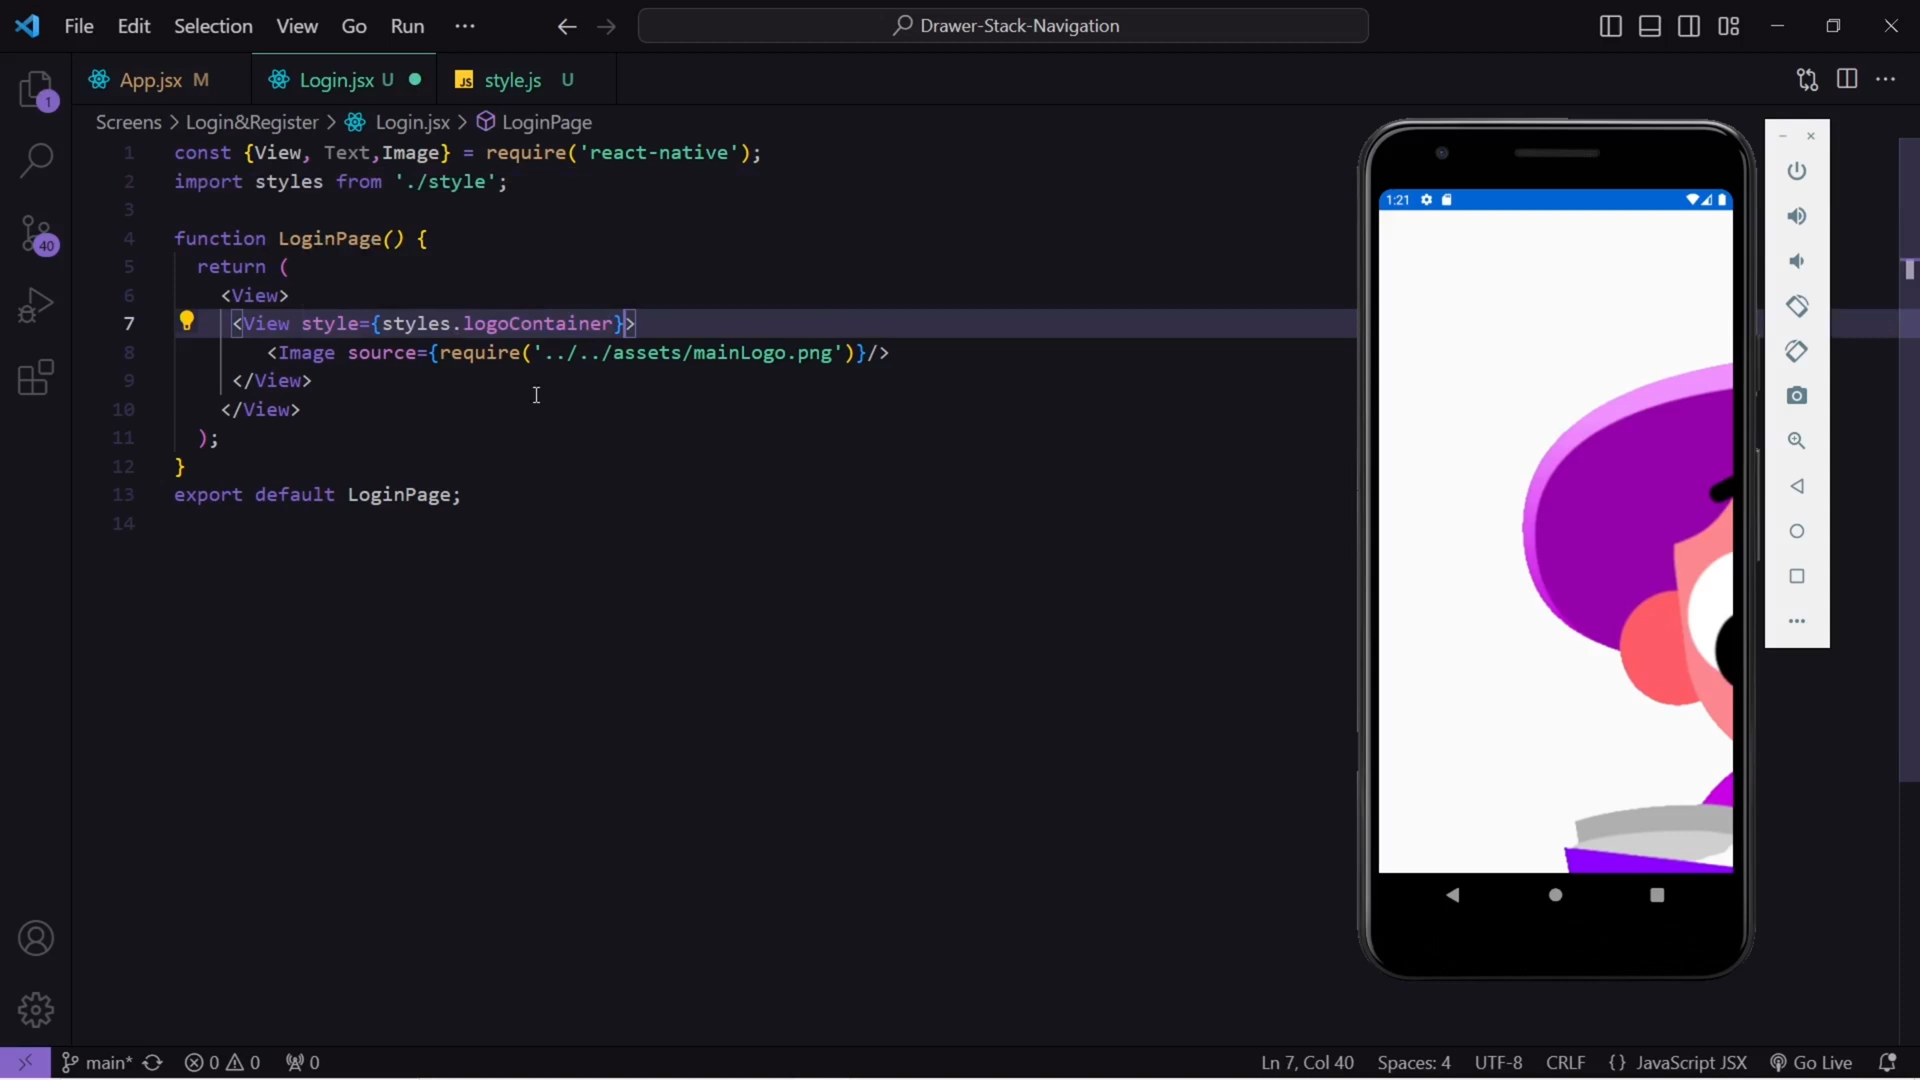 File Edit Selection View Go Run ··· Drawer-Stack-Navigation
App.jsx M Login.jsx U style.js U
Screens > Login&Register > Login.jsx > LoginPage
1 const {View, Text,Image} = require('react-native');
2 import styles from './style';
3
4 function LoginPage() {
5 return (
6 <View>
7 <View style={styles.logoContainer}>
8 <Image source={require('../../assets/mainLogo.png')}/>
9 </View>
10 </View>
11 );
12 }
13 export default LoginPage;
14
1:21
1
40
JS
main* 0 0 0 Ln 7, Col 40 Spaces: 4 UTF-8 CRLF {} JavaScript JSX Go Live